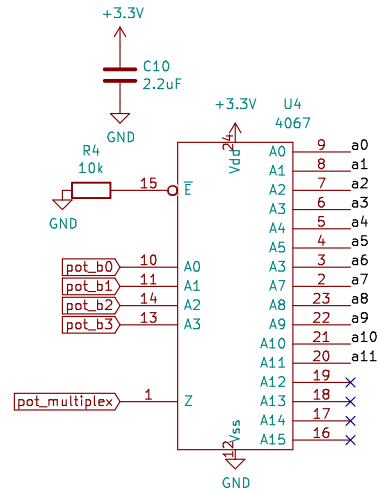 +3.3V
C10
2.2uF
GND
+3.3V
U4
4067
24
Vdd
R4
10k
GND
15
E
A0 9 a0
A1 8 a1
A2 7 a2
A3 6 a3
A4 5 a4
A5 4 a5
A3 3 a6
A7 2 a7
A8 23 a8
A9 22 a9
A10 21 a10
A11 20 a11
A12 19
A13 18
A14 17
A15 16
pot_b0 10 A0
pot_b1 11 A1
pot_b2 14 A2
pot_b3 13 A3
pot_multiplex 1 Z
Vss
12
GND